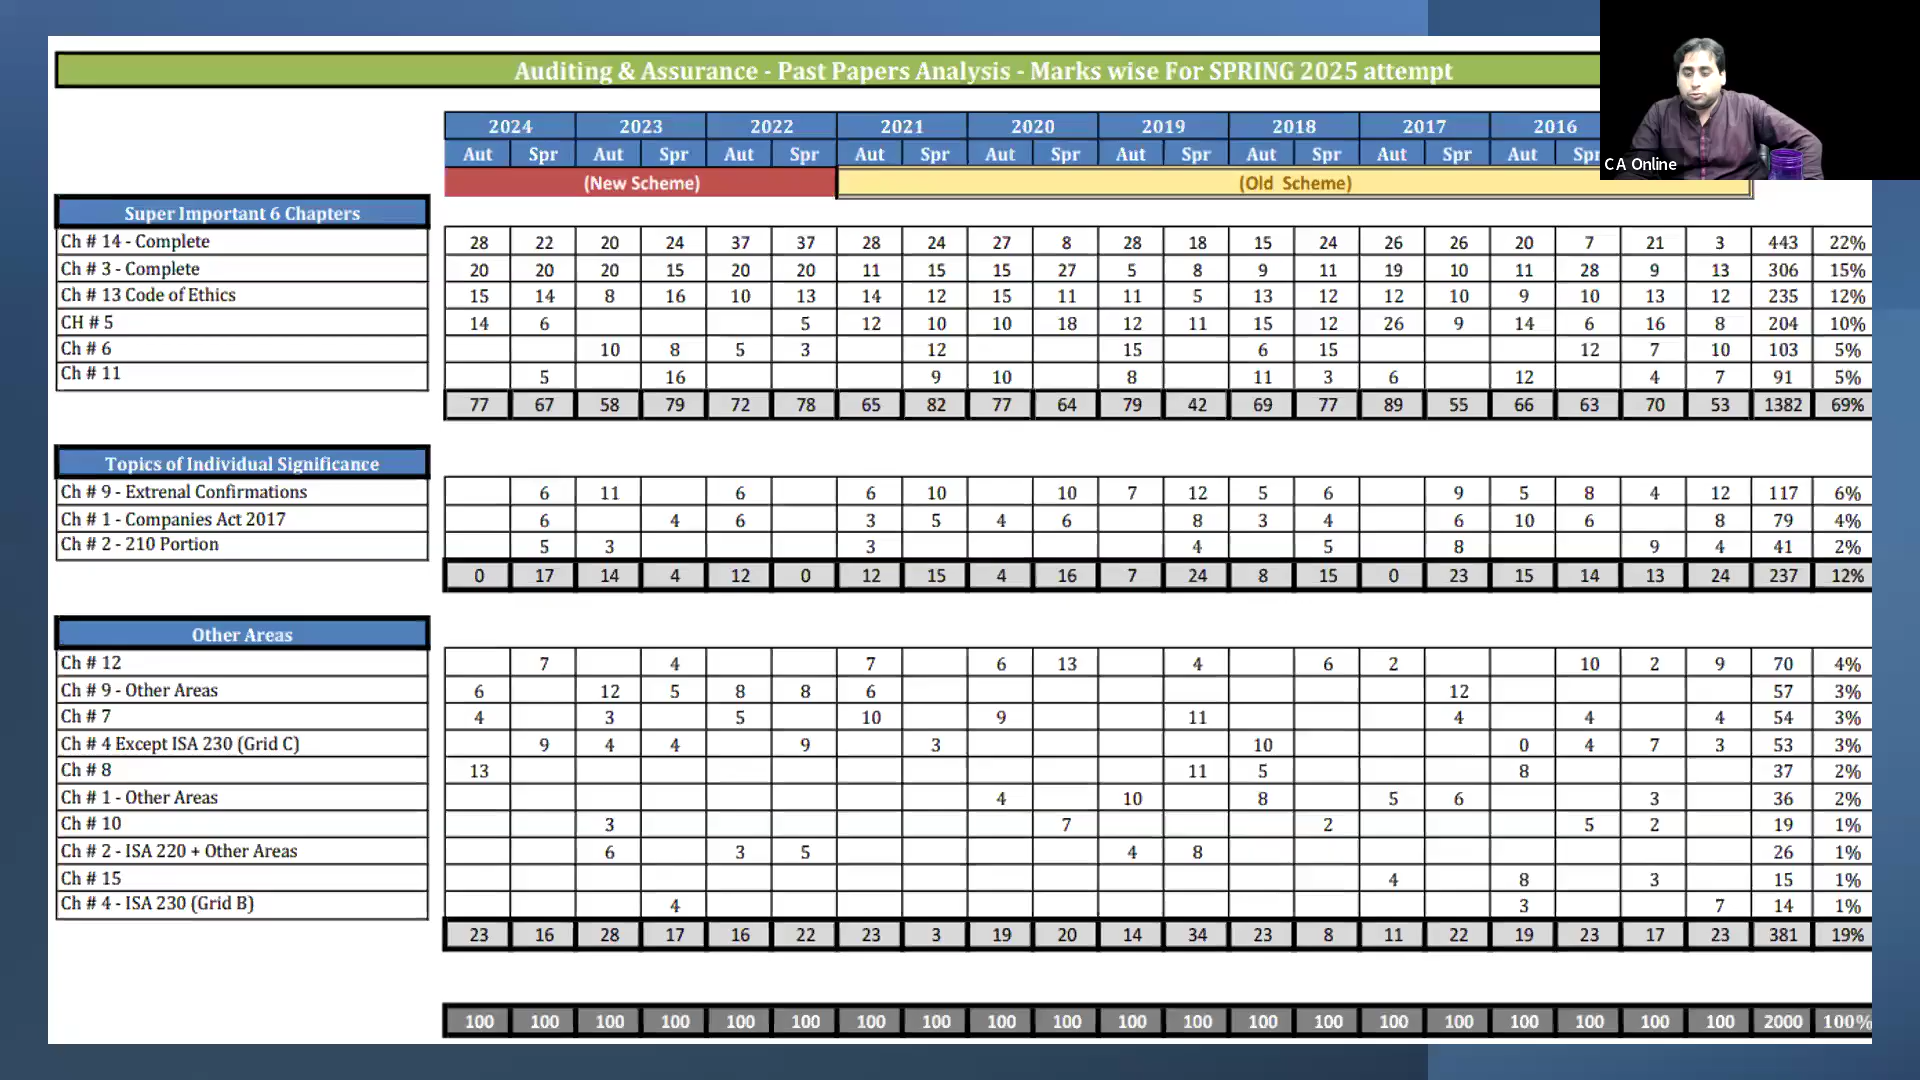 Auditing & Assurance - Past Papers Analysis - Marks wise For SPRING 2025 attempt
C A Online
2024 2023 2022 2021 2020 2019 2018 2017 2016
Aut Spr Aut Spr Aut Spr Aut Spr Aut Spr Aut Spr Aut Spr Aut Spr Aut
(New Scheme) (Old Scheme)
Super Important 6 Chapters
Ch # 14 - Complete 28 22 20 24 37 37 28 24 27 8 28 18 15 24 26 26 20 7 21 3 443 22%
Ch # 3 - Complete 20 20 20 15 20 20 11 15 15 27 5 8 9 11 19 10 11 28 9 13 306 15%
Ch # 13 Code of Ethics 15 14 8 16 10 13 14 12 15 11 11 5 13 12 12 10 9 10 13 12 235 12%
CH # 5 14 6 5 12 10 10 18 12 11 15 12 26 9 14 6 16 8 204 10%
Ch # 6 10 8 5 3 12 15 6 15 12 7 10 103 5%
Ch # 11 5 16 9 10 8 11 3 6 12 4 7 91 5%
77 67 58 79 72 78 65 82 77 64 79 42 69 77 89 55 66 63 70 53 1382 69%
Topics of Individual Significance
Ch # 9 - Extrenal Confirmations 6 11 6 6 10 10 7 12 5 6 9 5 8 4 12 117 6%
Ch # 1 - Companies Act 2017 6 4 6 3 5 4 6 8 3 4 6 10 6 8 79 4%
Ch # 2 - 210 Portion 5 3 3 4 5 8 9 4 41 2%
0 17 14 4 12 0 12 15 4 16 7 24 8 15 0 23 15 14 13 24 237 12%
Other Areas
Ch # 12 7 4 7 6 13 4 6 2 10 2 9 70 4%
Ch # 9 - Other Areas 6 12 5 8 8 6 12 57 3%
Ch # 7 4 3 5 10 9 11 4 4 4 54 3%
Ch # 4 Except ISA 230 (Grid C) 9 4 4 9 3 10 0 4 7 3 53 3%
Ch # 8 13 11 5 8 37 2%
Ch # 1 - Other Areas 4 10 8 5 6 3 36 2%
Ch # 10 3 7 2 5 2 19 1%
Ch # 2 - ISA 220 + Other Areas 6 3 5 4 8 26 1%
Ch # 15 4 8 3 15 1%
Ch # 4 - ISA 230 (Grid B) 4 3 7 14 1%
23 16 28 17 16 22 23 3 19 20 14 34 23 8 11 22 19 23 17 23 381 19%
100 100 100 100 100 100 100 100 100 100 100 100 100 100 100 100 100 100 100 100 2000 100%